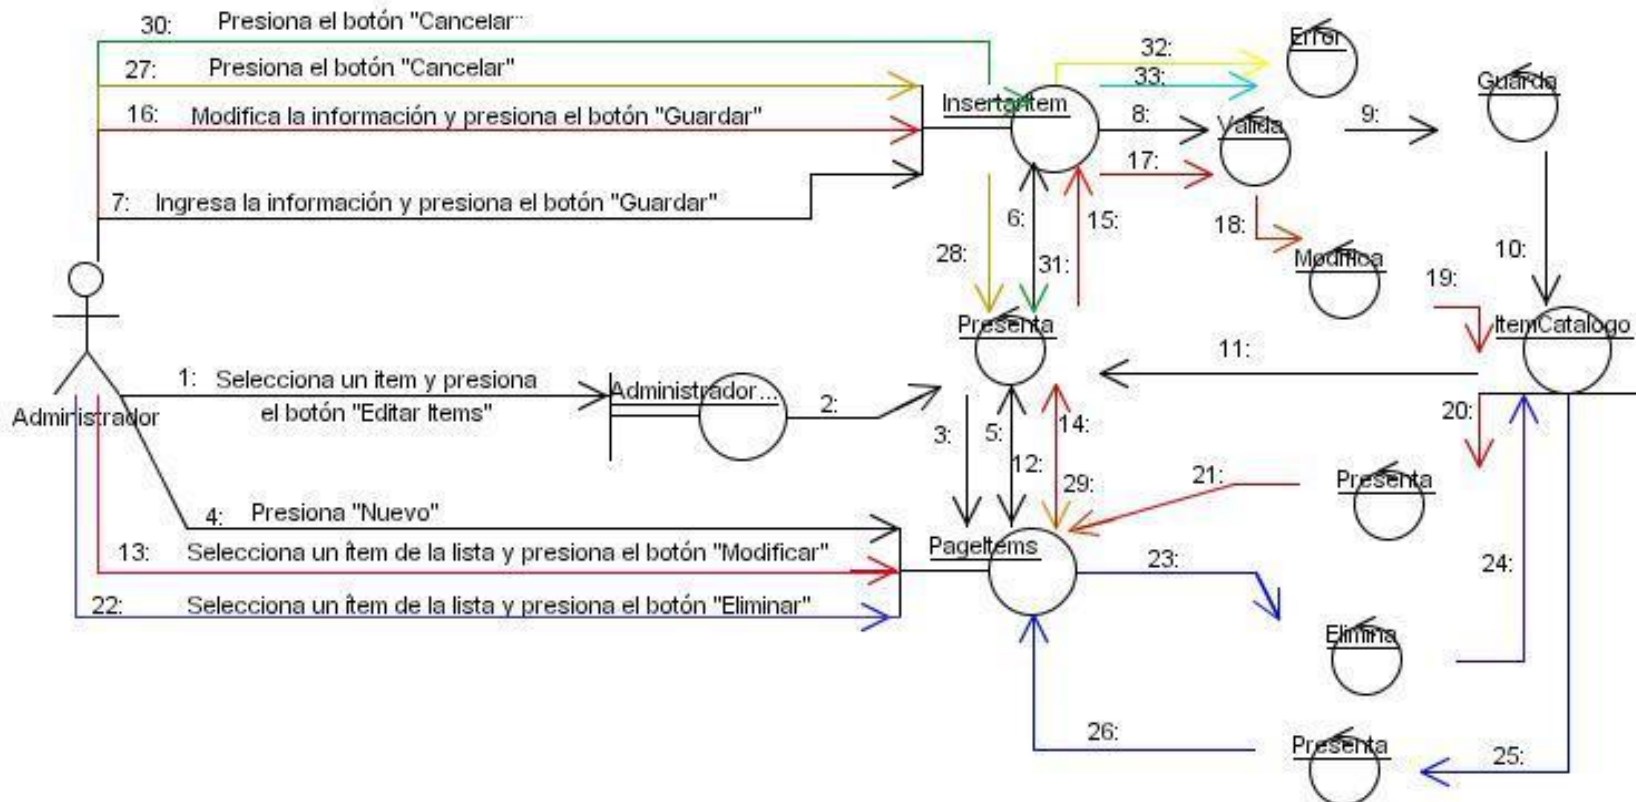 30: Presiona el botón "Cancelar"
27: Presiona el botón "Cancelar"
16: Modifica la información y presiona el botón "Guardar"
7: Ingresa la información y presiona el botón "Guardar"
InsertarItem
32:
33:
Error
8:
Valida
9:
Guarda
17:
6:
15:
18:
28:
31:
Modifica
10:
19:
Presenta
ItemCatalogo
11:
Administrador
1: Selecciona un item y presiona
el botón "Editar Items"
Administrador...
2:
3:
5:
14:
12:
29:
20:
21:
Presenta
4: Presiona "Nuevo"
13: Selecciona un ítem de la lista y presiona el botón "Modificar"
22: Selecciona un ítem de la lista y presiona el botón "Eliminar"
PageItems
23:
24:
Elimina
26:
Presenta
25: